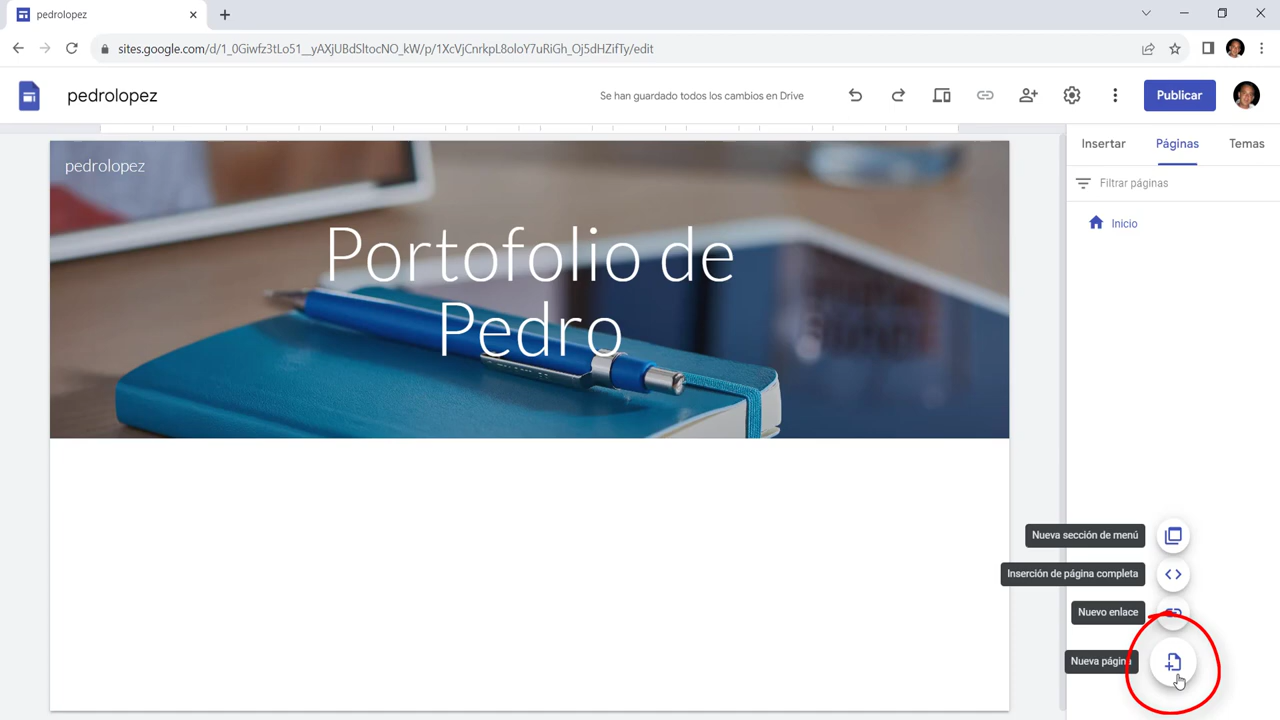 pedrolopez
sites.google.com/d/1_0Giwfz3tLo51__yAXjUBdSltocNO_kW/p/1XcVjCnrkpL8oloY7uRiGh_Oj5dHZifTy/edit
pedrolopez
Se han guardado todos los cambios en Drive
Publicar
Insertar
Páginas
Temas
Filtrar páginas
Inicio
pedrolopez
Portofolio de
Pedro
Nueva sección de menú
Inserción de página completa
Nuevo enlace
Nueva página